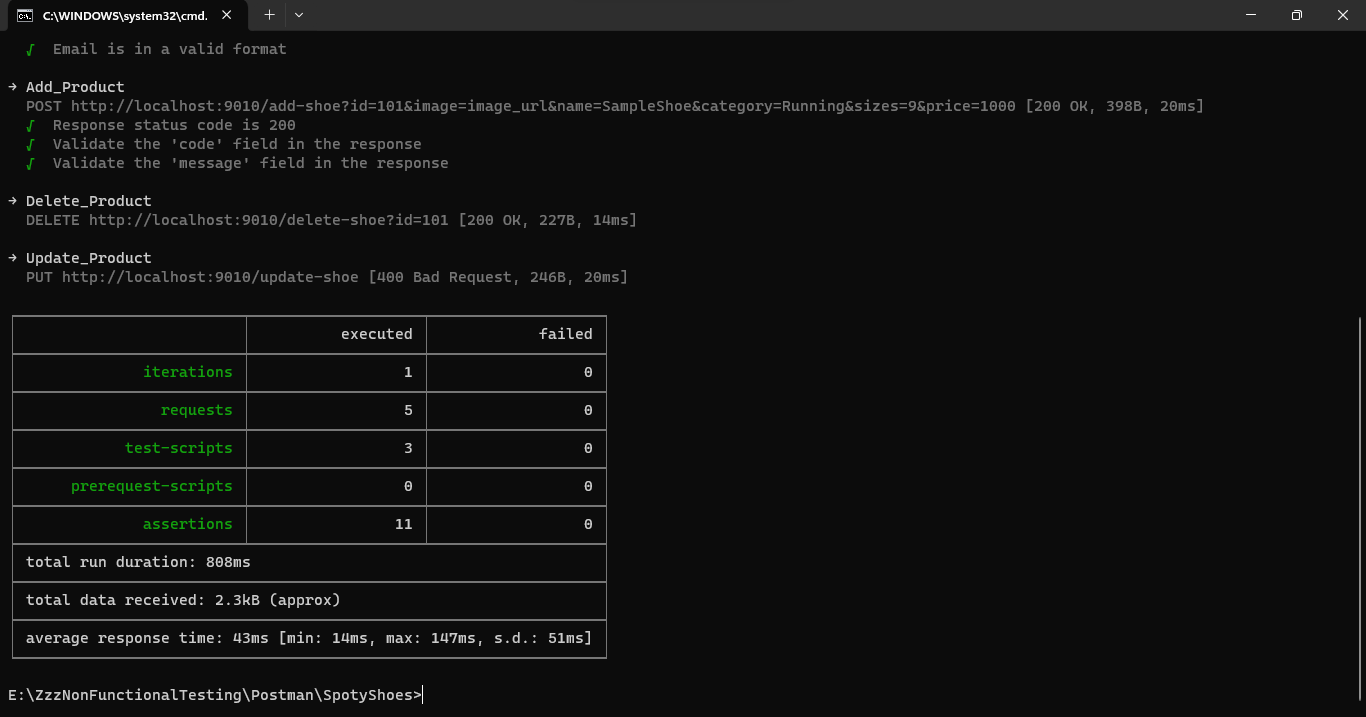 C:\WINDOWS\system32\cmd.
√ Email is in a valid format
→ Add_Product
POST http://localhost:9010/add-shoe?id=101&image=image_url&name=SampleShoe&category=Running&sizes=9&price=1000 [200 OK, 398B, 20ms]
√ Response status code is 200
√ Validate the 'code' field in the response
√ Validate the 'message' field in the response
→ Delete_Product
DELETE http://localhost:9010/delete-shoe?id=101 [200 OK, 227B, 14ms]
→ Update_Product
PUT http://localhost:9010/update-shoe [400 Bad Request, 246B, 20ms]
executed failed
iterations 1 0
requests 5 0
test-scripts 3 0
prerequest-scripts 0 0
assertions 11 0
total run duration: 808ms
total data received: 2.3kB (approx)
average response time: 43ms [min: 14ms, max: 147ms, s.d.: 51ms]
E:\ZzzNonFunctionalTesting\Postman\SpotyShoes>